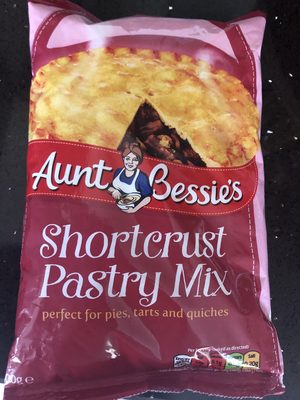 Aunt Bessie's
Shortcrust
Pastry Mix
perfect for pies, tarts and quiches